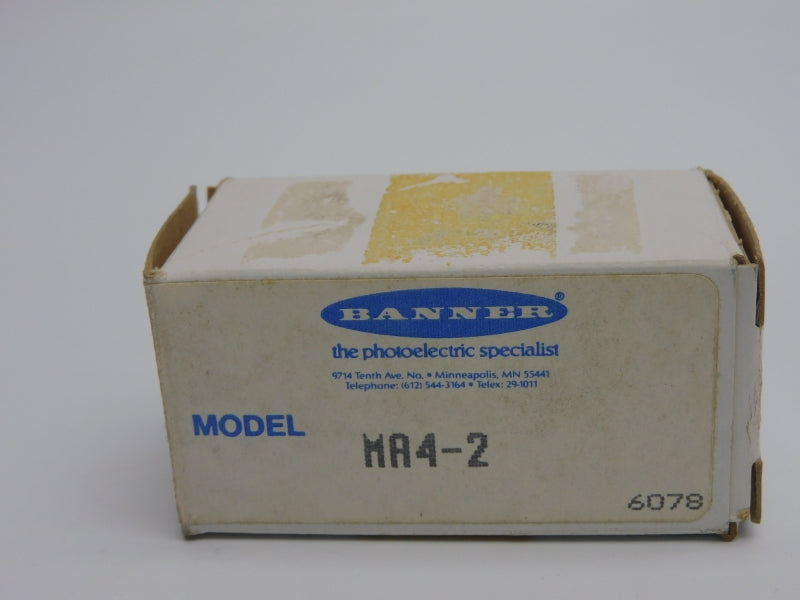 BANNER®
the photoelectric specialist
9714 Tenth Ave. No. • Minneapolis, MN 55441
Telephone: (612) 544-3164 • Telex: 29-1011
MODEL MA4-2
6078